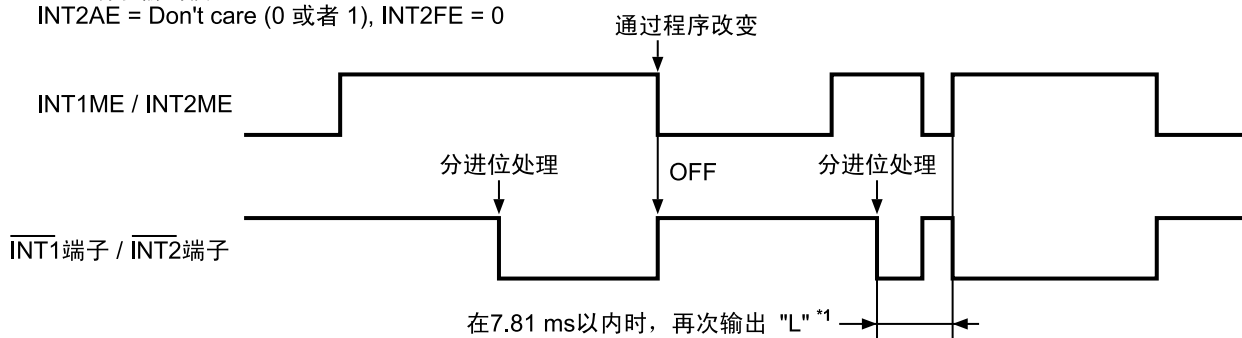 INT2AE = Don't care (0 或者 1), INT2FE = 0
通过程序改变
INT1ME / INT2ME
分进位处理
OFF
分进位处理
INT1端子 / INT2端子
在7.81 ms以内时，再次输出 "L" *1